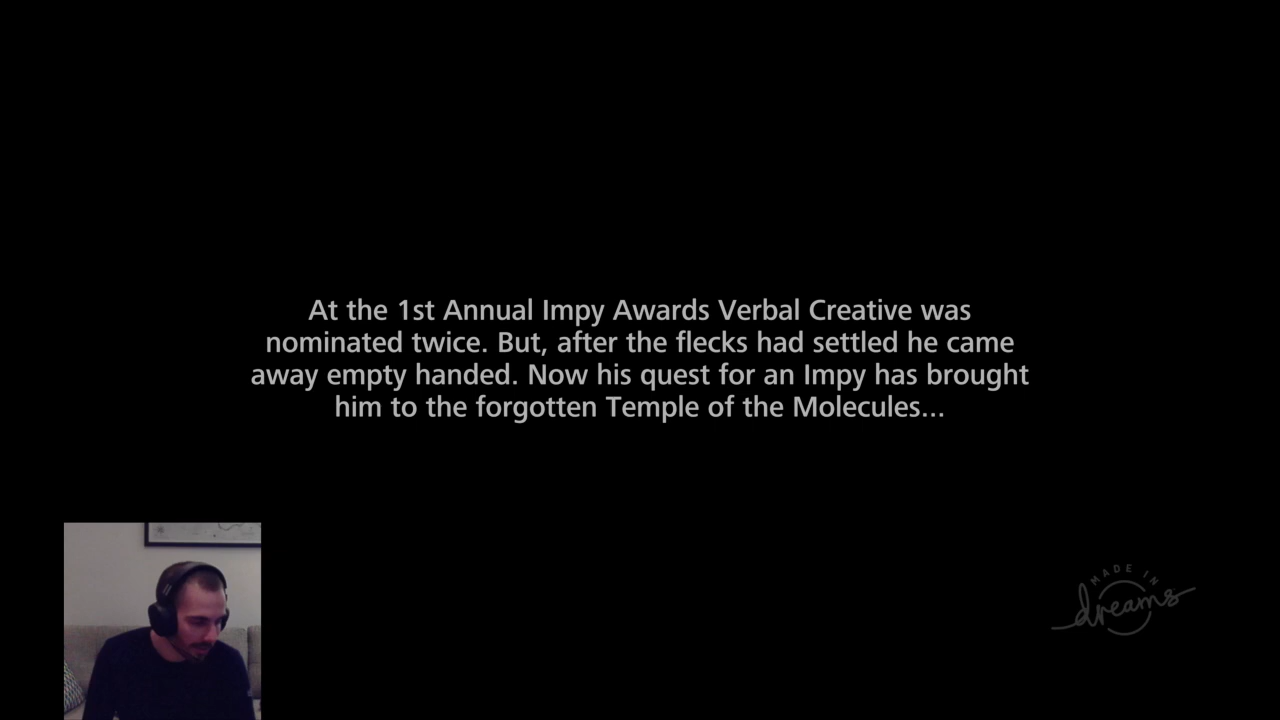 At the 1st Annual Impy Awards Verbal Creative was
nominated twice. But, after the flecks had settled he came
away empty handed. Now his quest for an Impy has brought
him to the forgotten Temple of the Molecules...
MADE IN
dreams